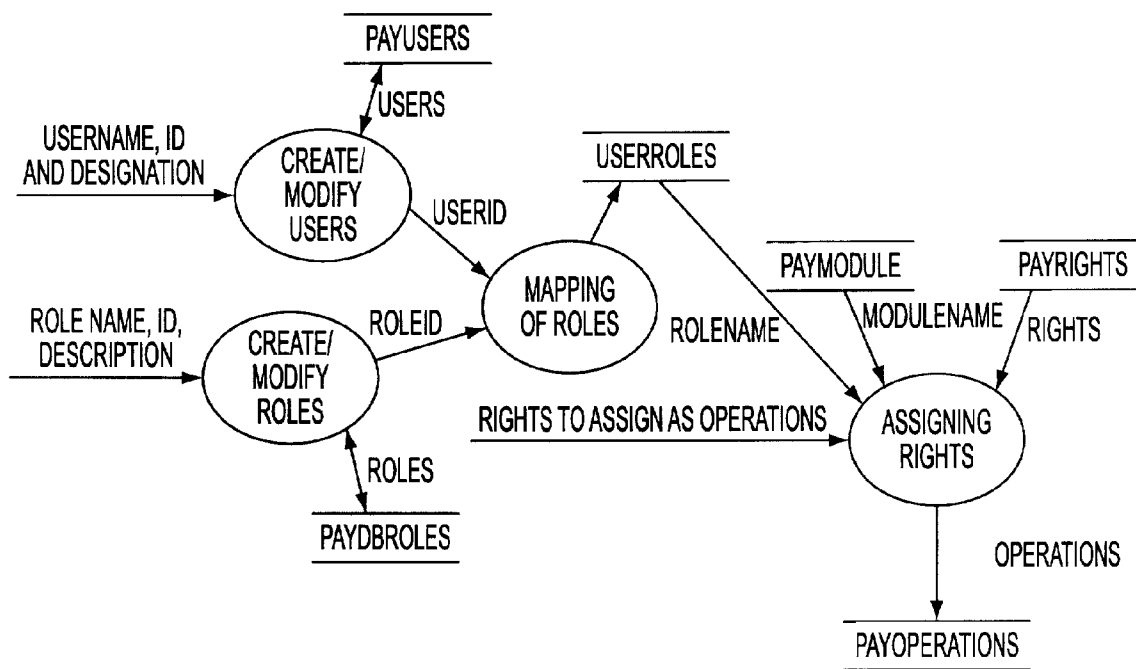 PAYUSERS
USERS
USERNAME, ID
AND DESIGNATION
CREATE/
MODIFY
USERS
USERROLES
USERID
MAPPING
OF ROLES
PAYMODULE
PAYRIGHTS
ROLE NAME, ID,
DESCRIPTION
CREATE/
MODIFY
ROLES
ROLEID
ROLENAME
MODULENAME
RIGHTS
RIGHTS TO ASSIGN AS OPERATIONS
ASSIGNING
RIGHTS
ROLES
PAYDBROLES
OPERATIONS
PAYOPERATIONS